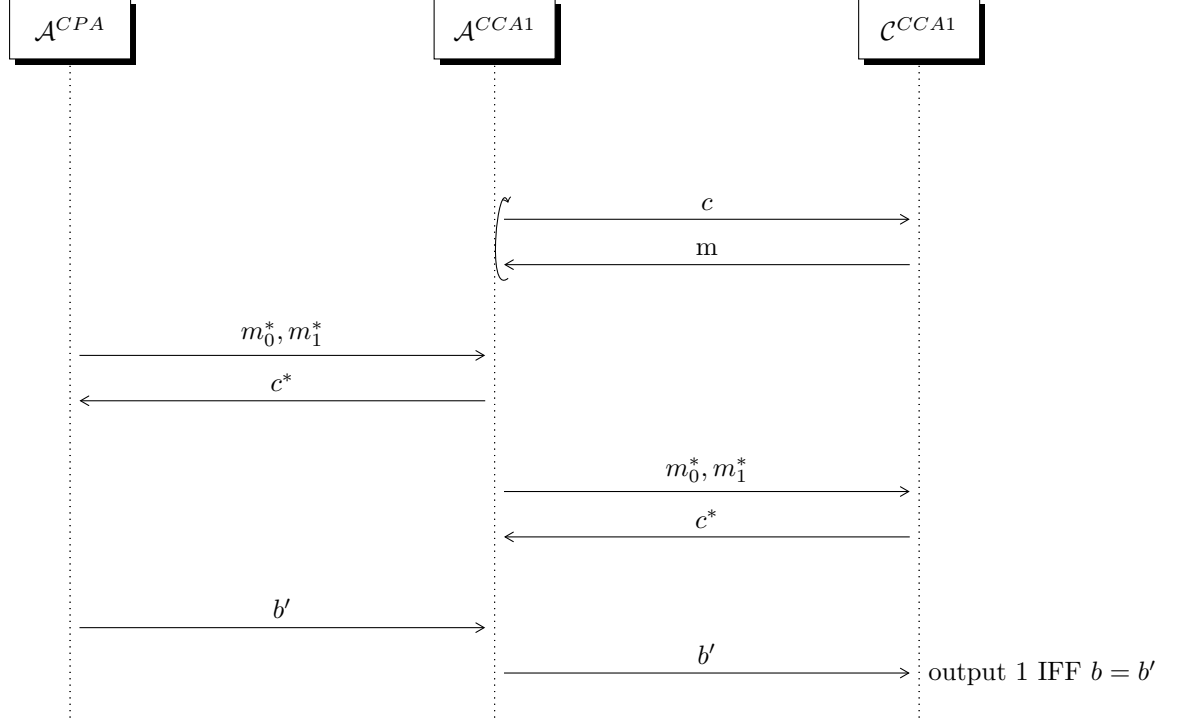 𝒜^{CPA} 𝒜^{CCA1} 𝒞^{CCA1}
c
m
m_0^*, m_1^*
c^*
m_0^*, m_1^*
c^*
b′
b′ output 1 IFF b = b′